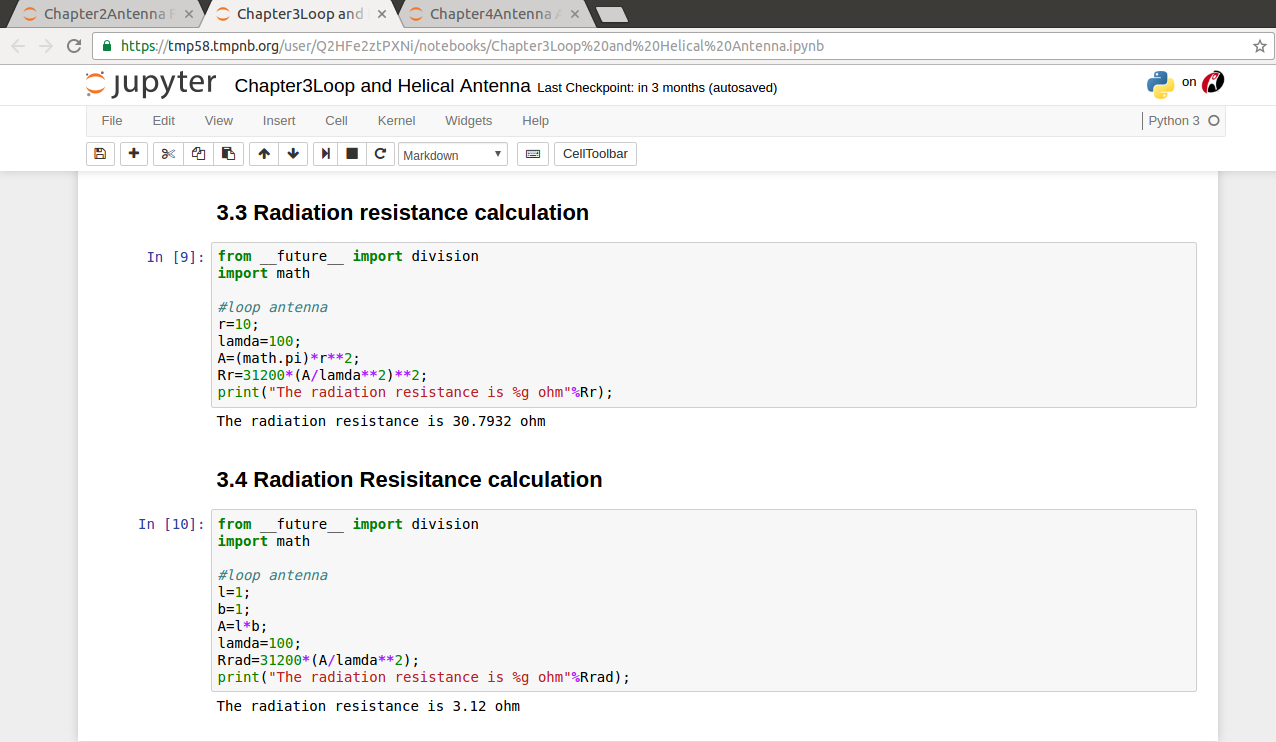 Chapter2Antenna
Chapter3Loop and
Chapter4Antenna
https://tmp58.tmpnb.org/user/Q2HFe2ztPXNi/notebooks/Chapter3Loop%20and%20Helical%20Antenna.ipynb
jupyter Chapter3Loop and Helical Antenna Last Checkpoint: in 3 months (autosaved) on
File Edit View Insert Cell Kernel Widgets Help Python 3
Markdown CellToolbar
3.3 Radiation resistance calculation
In [9]: from __future__ import division
import math
#loop antenna
r=10;
lamda=100;
A=(math.pi)*r**2;
Rr=31200*(A/lamda**2)**2;
print("The radiation resistance is %g ohm"%Rr);
The radiation resistance is 30.7932 ohm
3.4 Radiation Resisitance calculation
In [10]: from __future__ import division
import math
#loop antenna
l=1;
b=1;
A=l*b;
lamda=100;
Rrad=31200*(A/lamda**2);
print("The radiation resistance is %g ohm"%Rrad);
The radiation resistance is 3.12 ohm